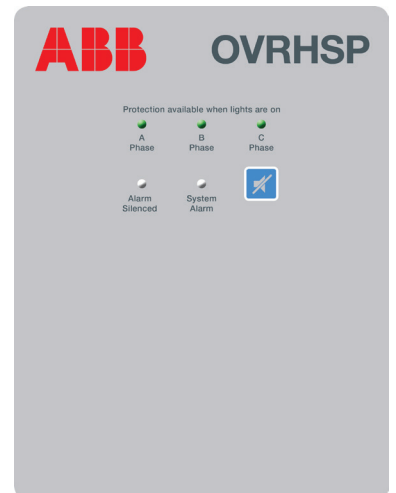 ABB OVRHSP
Protection available when lights are on
A B C
Phase Phase Phase
Alarm System
Silenced Alarm